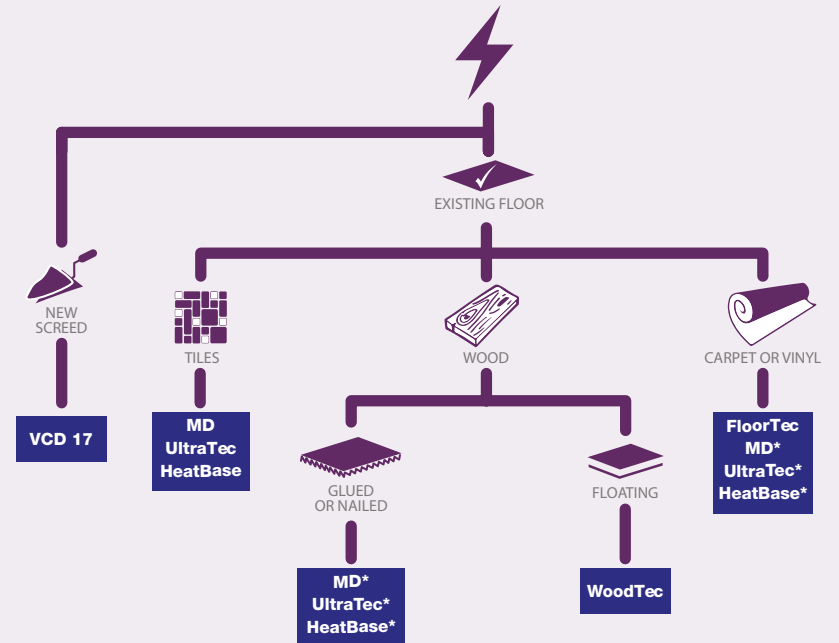 EXISTING FLOOR
NEW
SCREED
VCD 17
TILES
MD
UltraTec
HeatBase
WOOD
GLUED
OR NAILED
MD*
UltraTec*
HeatBase*
FLOATING
WoodTec
CARPET OR VINYL
FloorTec
MD*
UltraTec*
HeatBase*